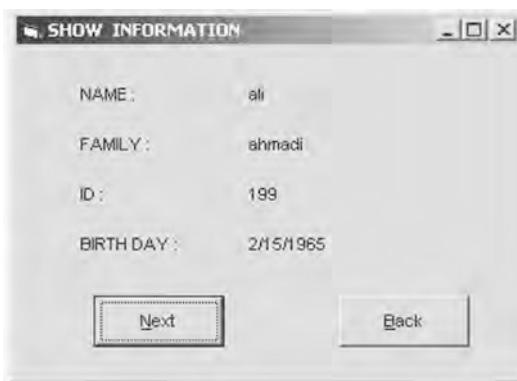 SHOW INFORMATION
NAME : ali
FAMILY : ahmadi
ID : 199
BIRTH DAY : 2/15/1965
Next Back